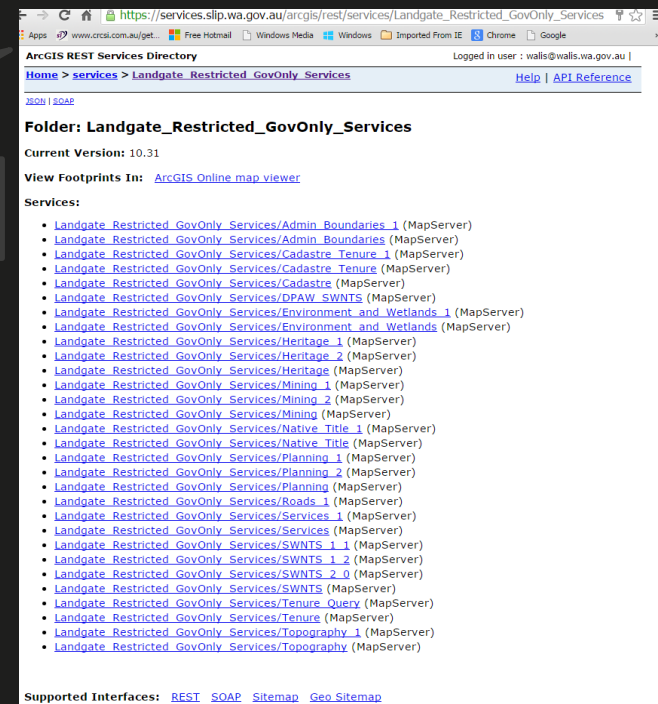 https://services.slip.wa.gov.au/arcgis/rest/services/Landgate_Restricted_GovOnly_Services
Apps www.crcsi.com.au/get... Free Hotmail Windows Media Windows Imported From IE Chrome Google
ArcGIS REST Services Directory Logged in user : walis@walis.wa.gov.au |
Home > services > Landgate_Restricted_GovOnly_Services Help | API Reference
JSON | SOAP
Folder: Landgate_Restricted_GovOnly_Services
Current Version: 10.31
View Footprints In: ArcGIS Online map viewer
Services:
Landgate_Restricted_GovOnly_Services/Admin_Boundaries_1 (MapServer)
Landgate_Restricted_GovOnly_Services/Admin_Boundaries (MapServer)
Landgate_Restricted_GovOnly_Services/Cadastre_Tenure_1 (MapServer)
Landgate_Restricted_GovOnly_Services/Cadastre_Tenure (MapServer)
Landgate_Restricted_GovOnly_Services/Cadastre (MapServer)
Landgate_Restricted_GovOnly_Services/DPAW_SWNTS (MapServer)
Landgate_Restricted_GovOnly_Services/Environment_and_Wetlands_1 (MapServer)
Landgate_Restricted_GovOnly_Services/Environment_and_Wetlands (MapServer)
Landgate_Restricted_GovOnly_Services/Heritage_1 (MapServer)
Landgate_Restricted_GovOnly_Services/Heritage_2 (MapServer)
Landgate_Restricted_GovOnly_Services/Heritage (MapServer)
Landgate_Restricted_GovOnly_Services/Mining_1 (MapServer)
Landgate_Restricted_GovOnly_Services/Mining_2 (MapServer)
Landgate_Restricted_GovOnly_Services/Mining (MapServer)
Landgate_Restricted_GovOnly_Services/Native_Title_1 (MapServer)
Landgate_Restricted_GovOnly_Services/Native_Title (MapServer)
Landgate_Restricted_GovOnly_Services/Planning_1 (MapServer)
Landgate_Restricted_GovOnly_Services/Planning_2 (MapServer)
Landgate_Restricted_GovOnly_Services/Planning (MapServer)
Landgate_Restricted_GovOnly_Services/Roads_1 (MapServer)
Landgate_Restricted_GovOnly_Services/Services_1 (MapServer)
Landgate_Restricted_GovOnly_Services/Services (MapServer)
Landgate_Restricted_GovOnly_Services/SWNTS_1_1 (MapServer)
Landgate_Restricted_GovOnly_Services/SWNTS_1_2 (MapServer)
Landgate_Restricted_GovOnly_Services/SWNTS_2_0 (MapServer)
Landgate_Restricted_GovOnly_Services/SWNTS (MapServer)
Landgate_Restricted_GovOnly_Services/Tenure_Query (MapServer)
Landgate_Restricted_GovOnly_Services/Tenure (MapServer)
Landgate_Restricted_GovOnly_Services/Topography_1 (MapServer)
Landgate_Restricted_GovOnly_Services/Topography (MapServer)
Supported Interfaces: REST SOAP Sitemap Geo Sitemap